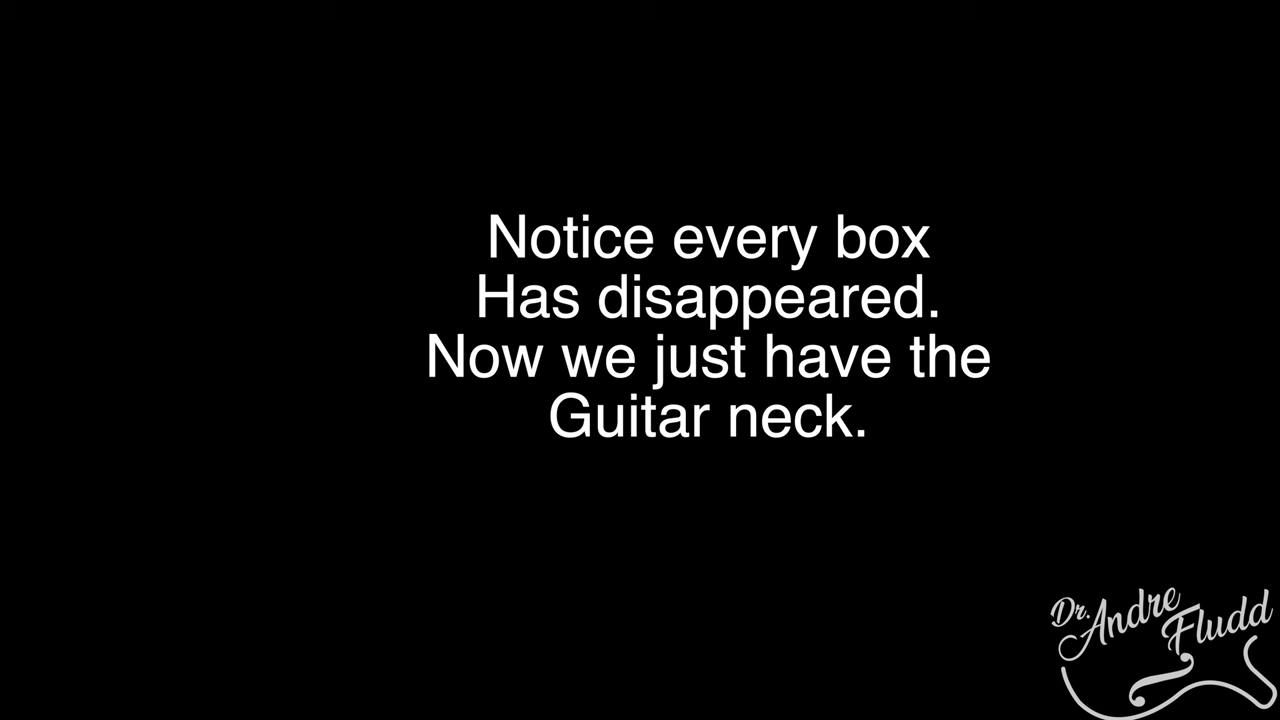 Notice every box
Has disappeared.
Now we just have the
Guitar neck.
Dr. Andre
Fludd